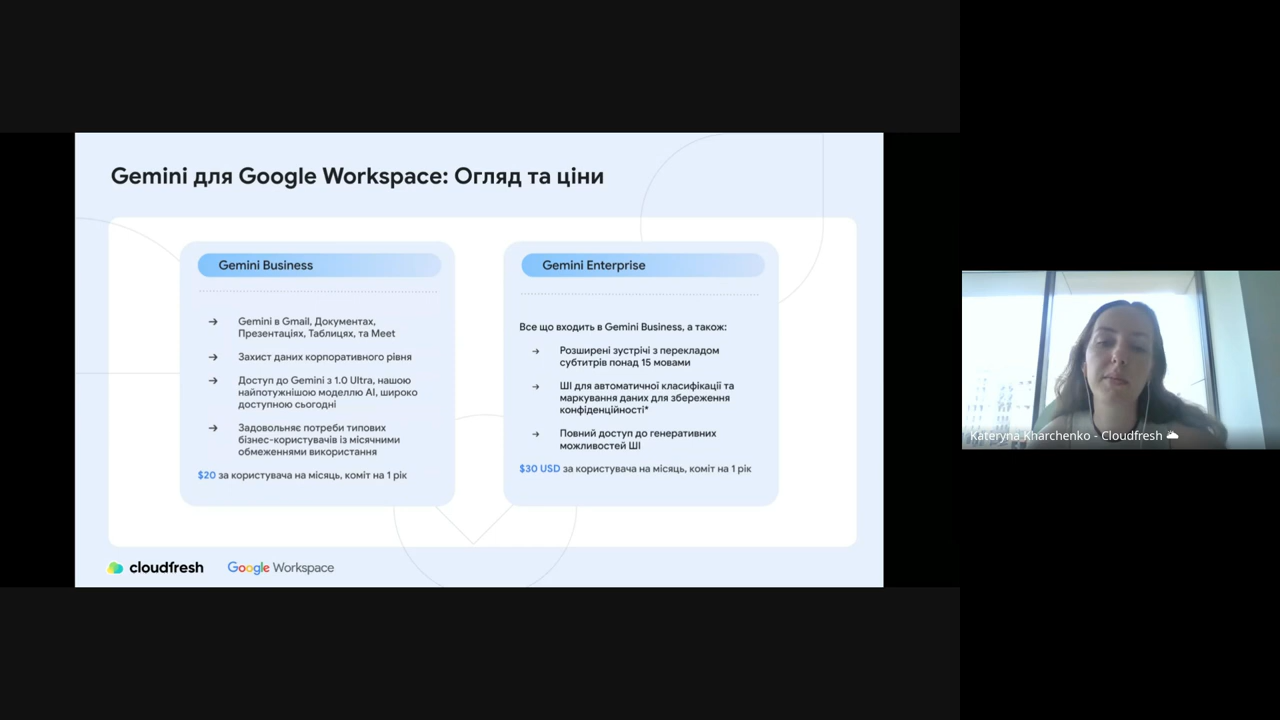 Gemini для Google Workspace: Огляд та ціни
Gemini Business
→ Gemini в Gmail, Документах,
Презентаціях, Таблицях, та Meet
→ Захист даних корпоративного рівня
→ Доступ до Gemini з 1.0 Ultra, нашою
найпотужнішою моделлю AI, широко
доступною сьогодні
→ Задовольняє потреби типових
бізнес-користувачів із місячними
обмеженнями використання
$20 за користувача на місяць, коміт на 1 рік
Gemini Enterprise
Все що входить в Gemini Business, а також:
→ Розширені зустрічі з перекладом
субтитрів понад 15 мовами
→ ШІ для автоматичної класифікації та
маркування даних для збереження
конфіденційності*
→ Повний доступ до генеративних
можливостей ШІ
$30 USD за користувача на місяць, коміт на 1 рік
cloudfresh
Google Workspace
Kateryna Kharchenko - Cloudfresh